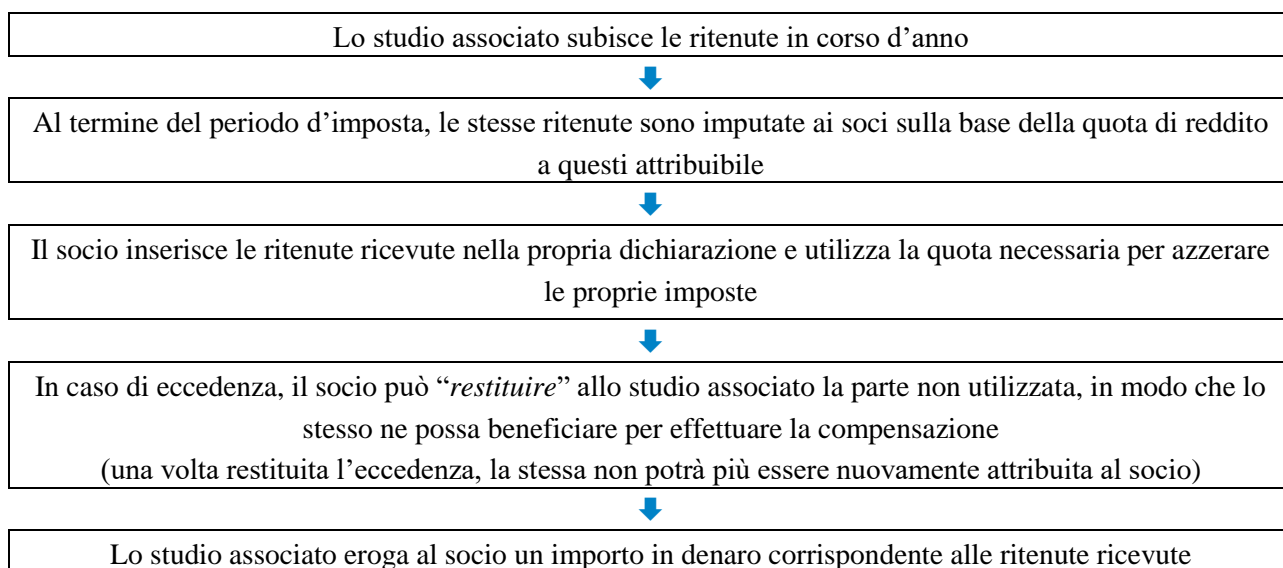 Lo studio associato subisce le ritenute in corso d’anno
Al termine del periodo d’imposta, le stesse ritenute sono imputate ai soci sulla base della quota di reddito
a questi attribuibile
Il socio inserisce le ritenute ricevute nella propria dichiarazione e utilizza la quota necessaria per azzerare
le proprie imposte
In caso di eccedenza, il socio può “restituire” allo studio associato la parte non utilizzata, in modo che lo
stesso ne possa beneficiare per effettuare la compensazione
(una volta restituita l’eccedenza, la stessa non potrà più essere nuovamente attribuita al socio)
Lo studio associato eroga al socio un importo in denaro corrispondente alle ritenute ricevute